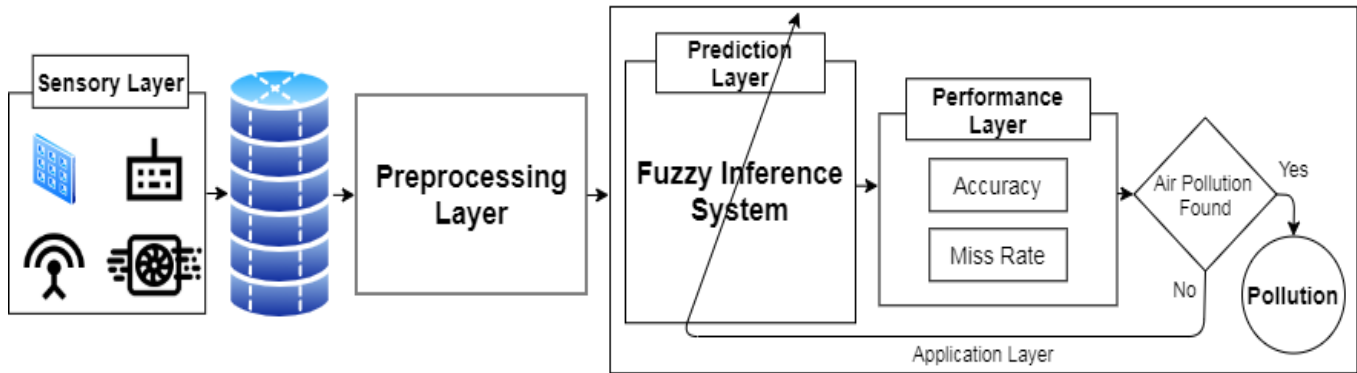 Sensory Layer
Preprocessing
Layer
Prediction
Layer
Fuzzy Inference
System
Performance
Layer
Accuracy
Miss Rate
Air Pollution
Found
Yes
No
Pollution
Application Layer